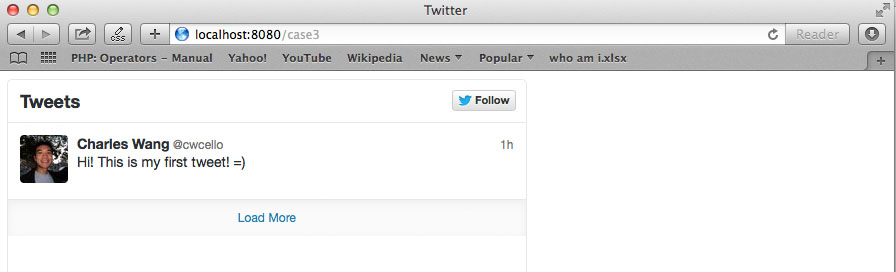 Twitter
css
localhost:8080/case3
Reader
PHP: Operators – Manual Yahoo! YouTube Wikipedia News Popular who am i.xlsx
Tweets
Follow
Charles Wang @cwcello 1h
Hi! This is my first tweet! =)
Load More